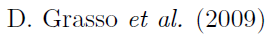 D. Grasso et al. (2009)